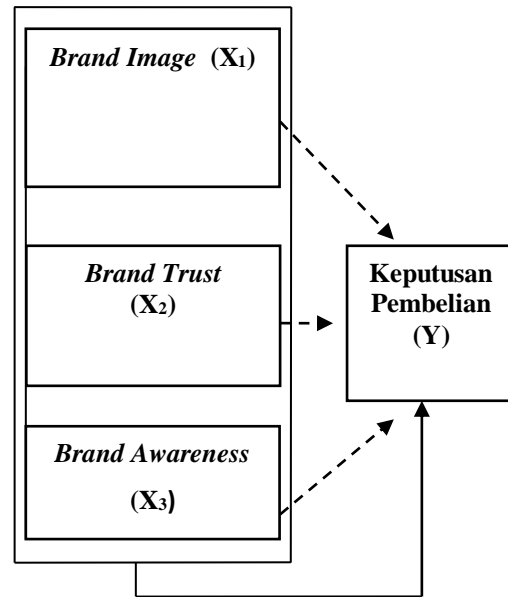 Brand Image (X₁)
Brand Trust
(X₂)
Keputusan
Pembelian
(Y)
Brand Awareness
(X₃)